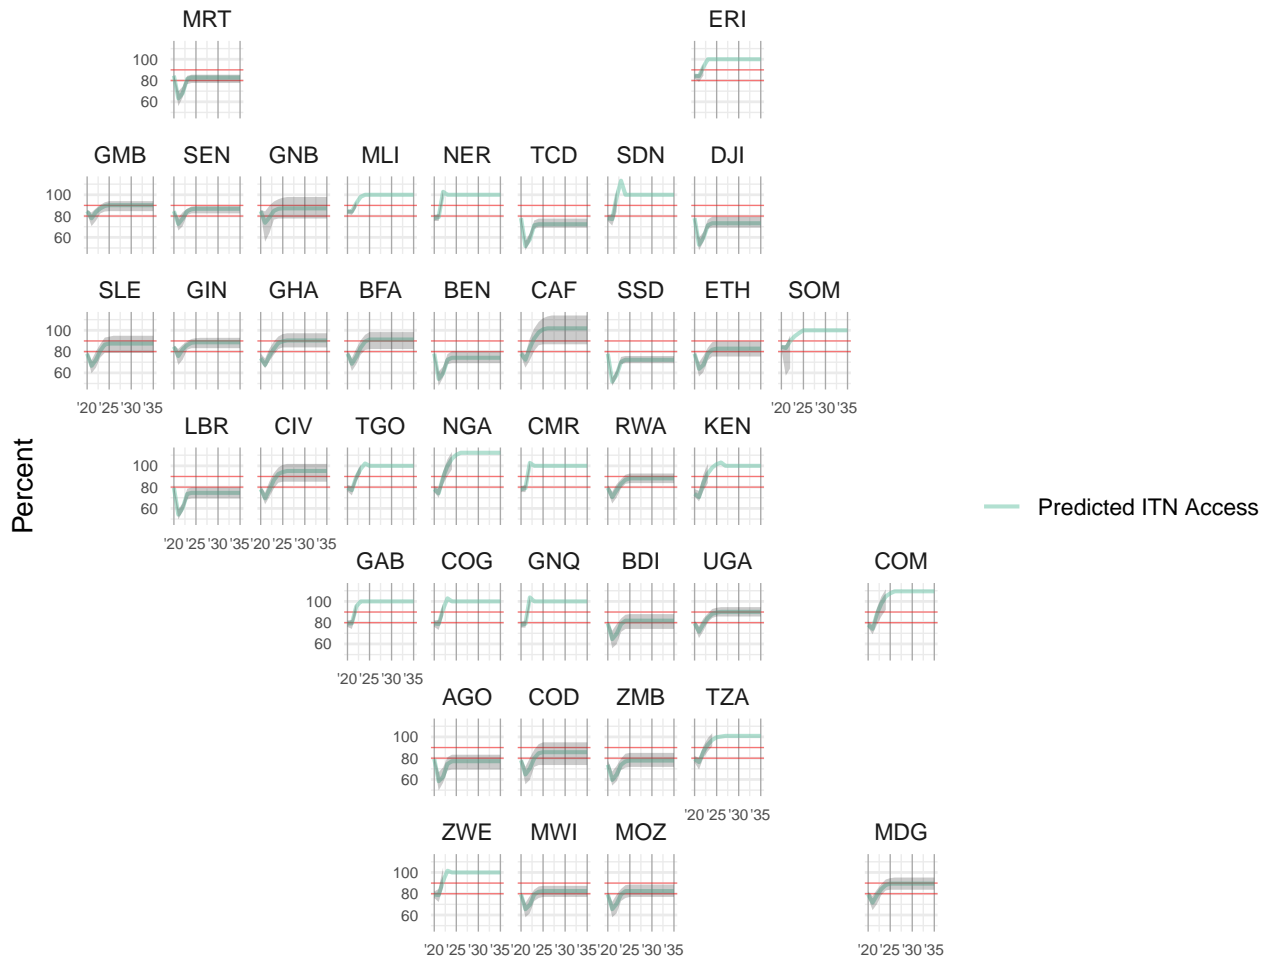 MRT ERI
100
80
60
GMB SEN GNB MLI NER TCD SDN DJI
100
80
60
SLE GIN GHA BFA BEN CAF SSD ETH SOM
100
80
60
'20 '25 '30 '35 '20 '25 '30 '35
LBR CIV TGO NGA CMR RWA KEN
100
80
60
Percent
Predicted ITN Access
'20 '25 '30 '35 '20 '25 '30 '35
GAB COG GNQ BDI UGA COM
100
80
60
'20 '25 '30 '35
AGO COD ZMB TZA
100
80
60
'20 '25 '30 '35
ZWE MWI MOZ MDG
100
80
60
'20 '25 '30 '35 '20 '25 '30 '35 '20 '25 '30 '35 '20 '25 '30 '35